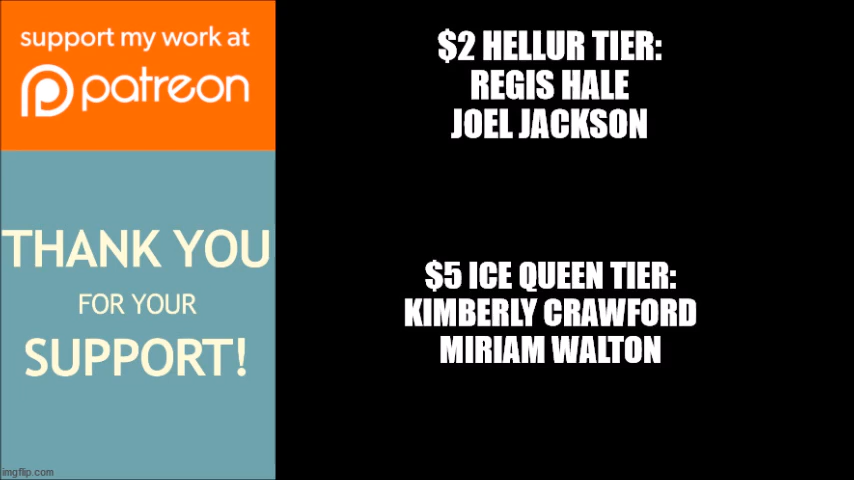 support my work at
patreon
THANK YOU
FOR YOUR
SUPPORT!
$2 HELLUR TIER:
REGIS HALE
JOEL JACKSON
$5 ICE QUEEN TIER:
KIMBERLY CRAWFORD
MIRIAM WALTON
imgflip.com